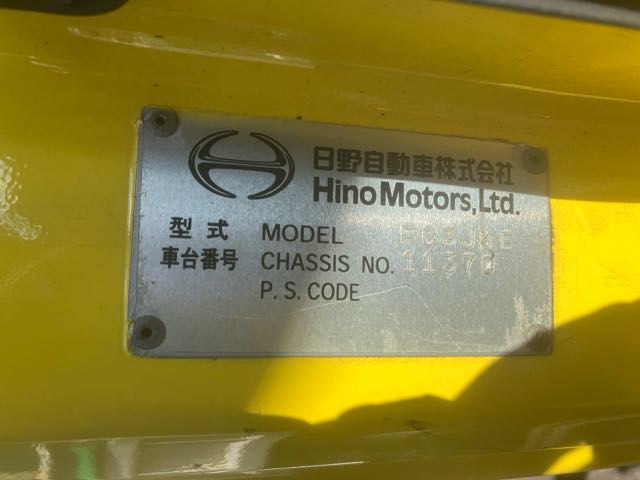 日野自動車株式会社
Hino Motors, Ltd.
型式 MODEL
車台番号 CHASSIS NO.
P. S. CODE